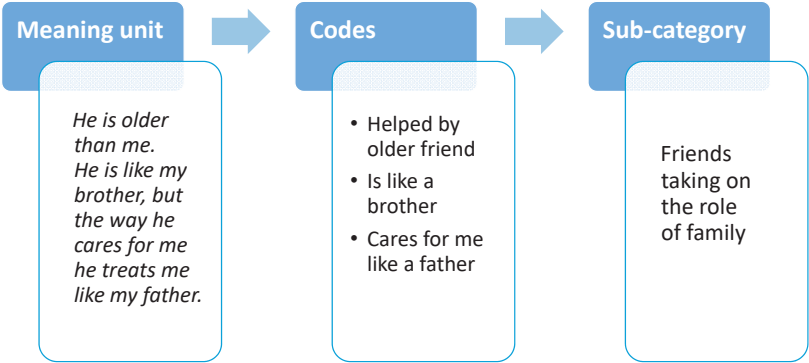 Meaning unit
Codes
Sub-category
He is older
than me.
He is like my
brother, but
the way he
cares for me
he treats me
like my father.
• Helped by
older friend
• Is like a
brother
• Cares for me
like a father
Friends
taking on
the role
of family